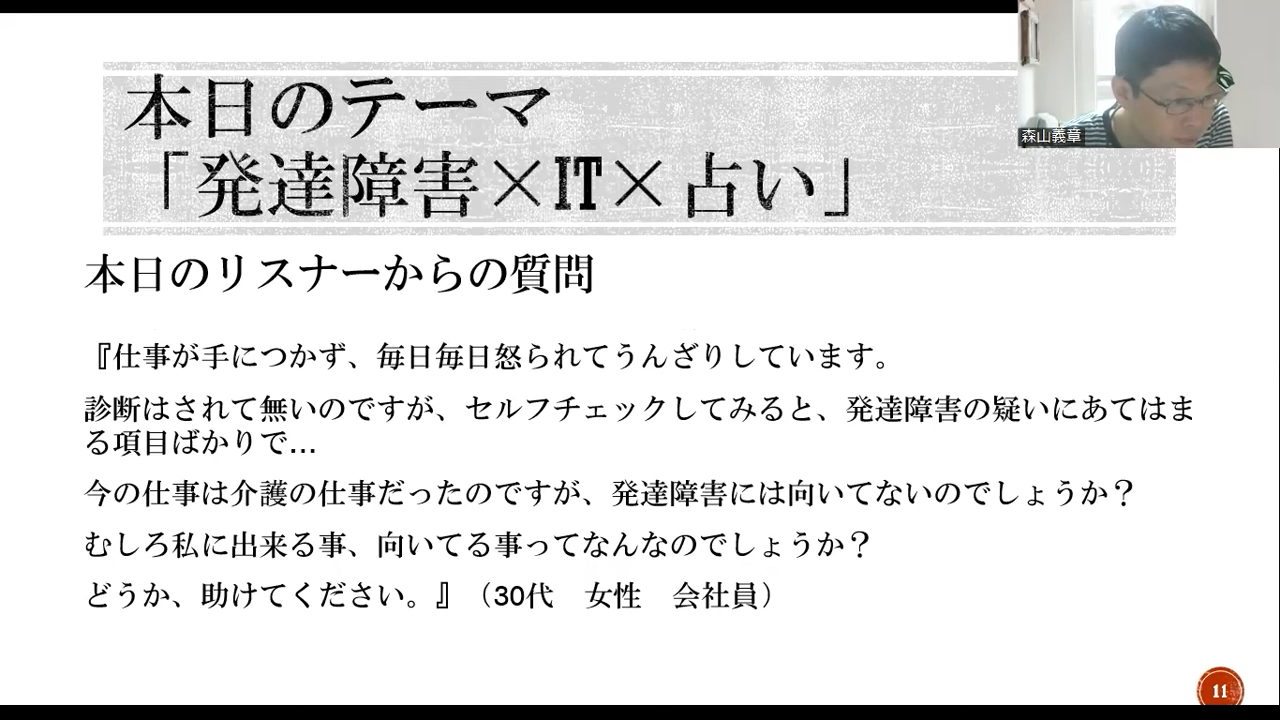 本日のテーマ
「発達障害×IT×占い」
森山義章
本日のリスナーからの質問
『仕事が手につかず、毎日毎日怒られてうんざりしています。
診断はされて無いのですが、セルフチェックしてみると、発達障害の疑いにあてはま
る項目ばかりで…
今の仕事は介護の仕事だったのですが、発達障害には向いてないのでしょうか？
むしろ私に出来る事、向いてる事ってなんなのでしょうか？
どうか、助けてください。』（30代　女性　会社員）
11